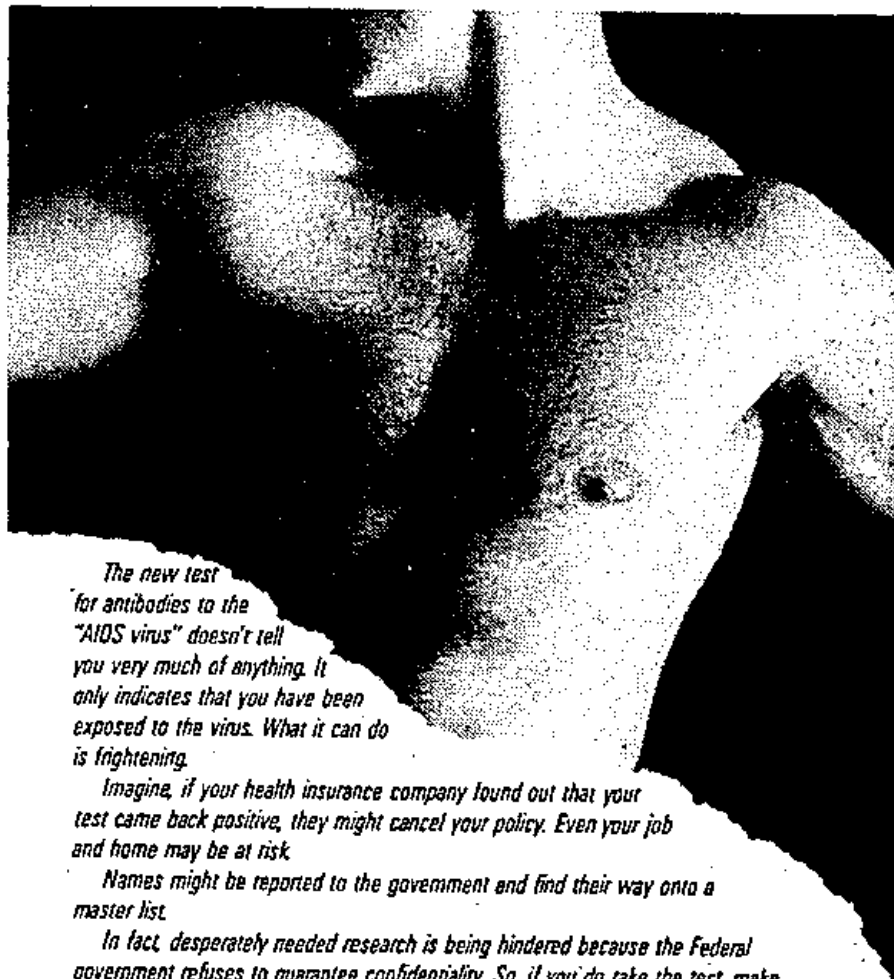 The new test
for antibodies to the
"AIDS virus" doesn't tell
you very much of anything. It
only indicates that you have been
exposed to the virus. What it can do
is frightening.
Imagine, if your health insurance company found out that your
test came back positive, they might cancel your policy. Even your job
and home may be at risk.
Names might be reported to the government and find their way onto a
master list.
In fact, desperately needed research is being hindered because the Federal
government refuses to guarantee confidentiality. So, if you do take the test, make